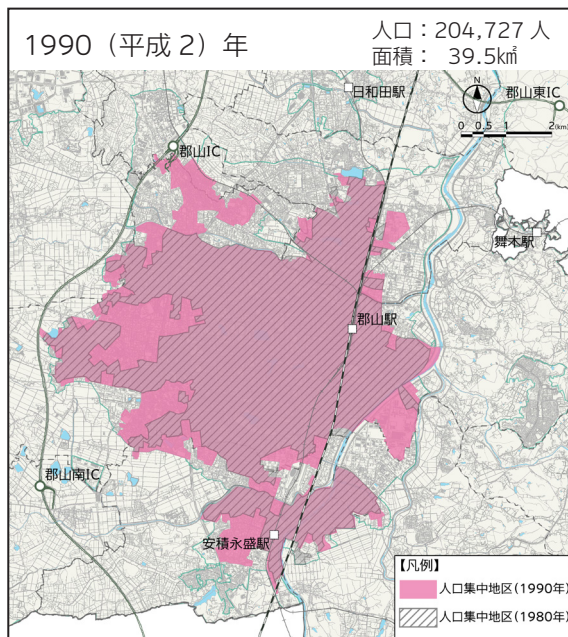 1990（平成 2）年
人口：204,727 人
面積： 39.5㎢
日和田駅
郡山東IC
N
0 0.5 1 2(km)
郡山IC
舞木駅
郡山駅
郡山南IC
安積永盛駅
【凡例】
人口集中地区(1990年)
人口集中地区(1980年)